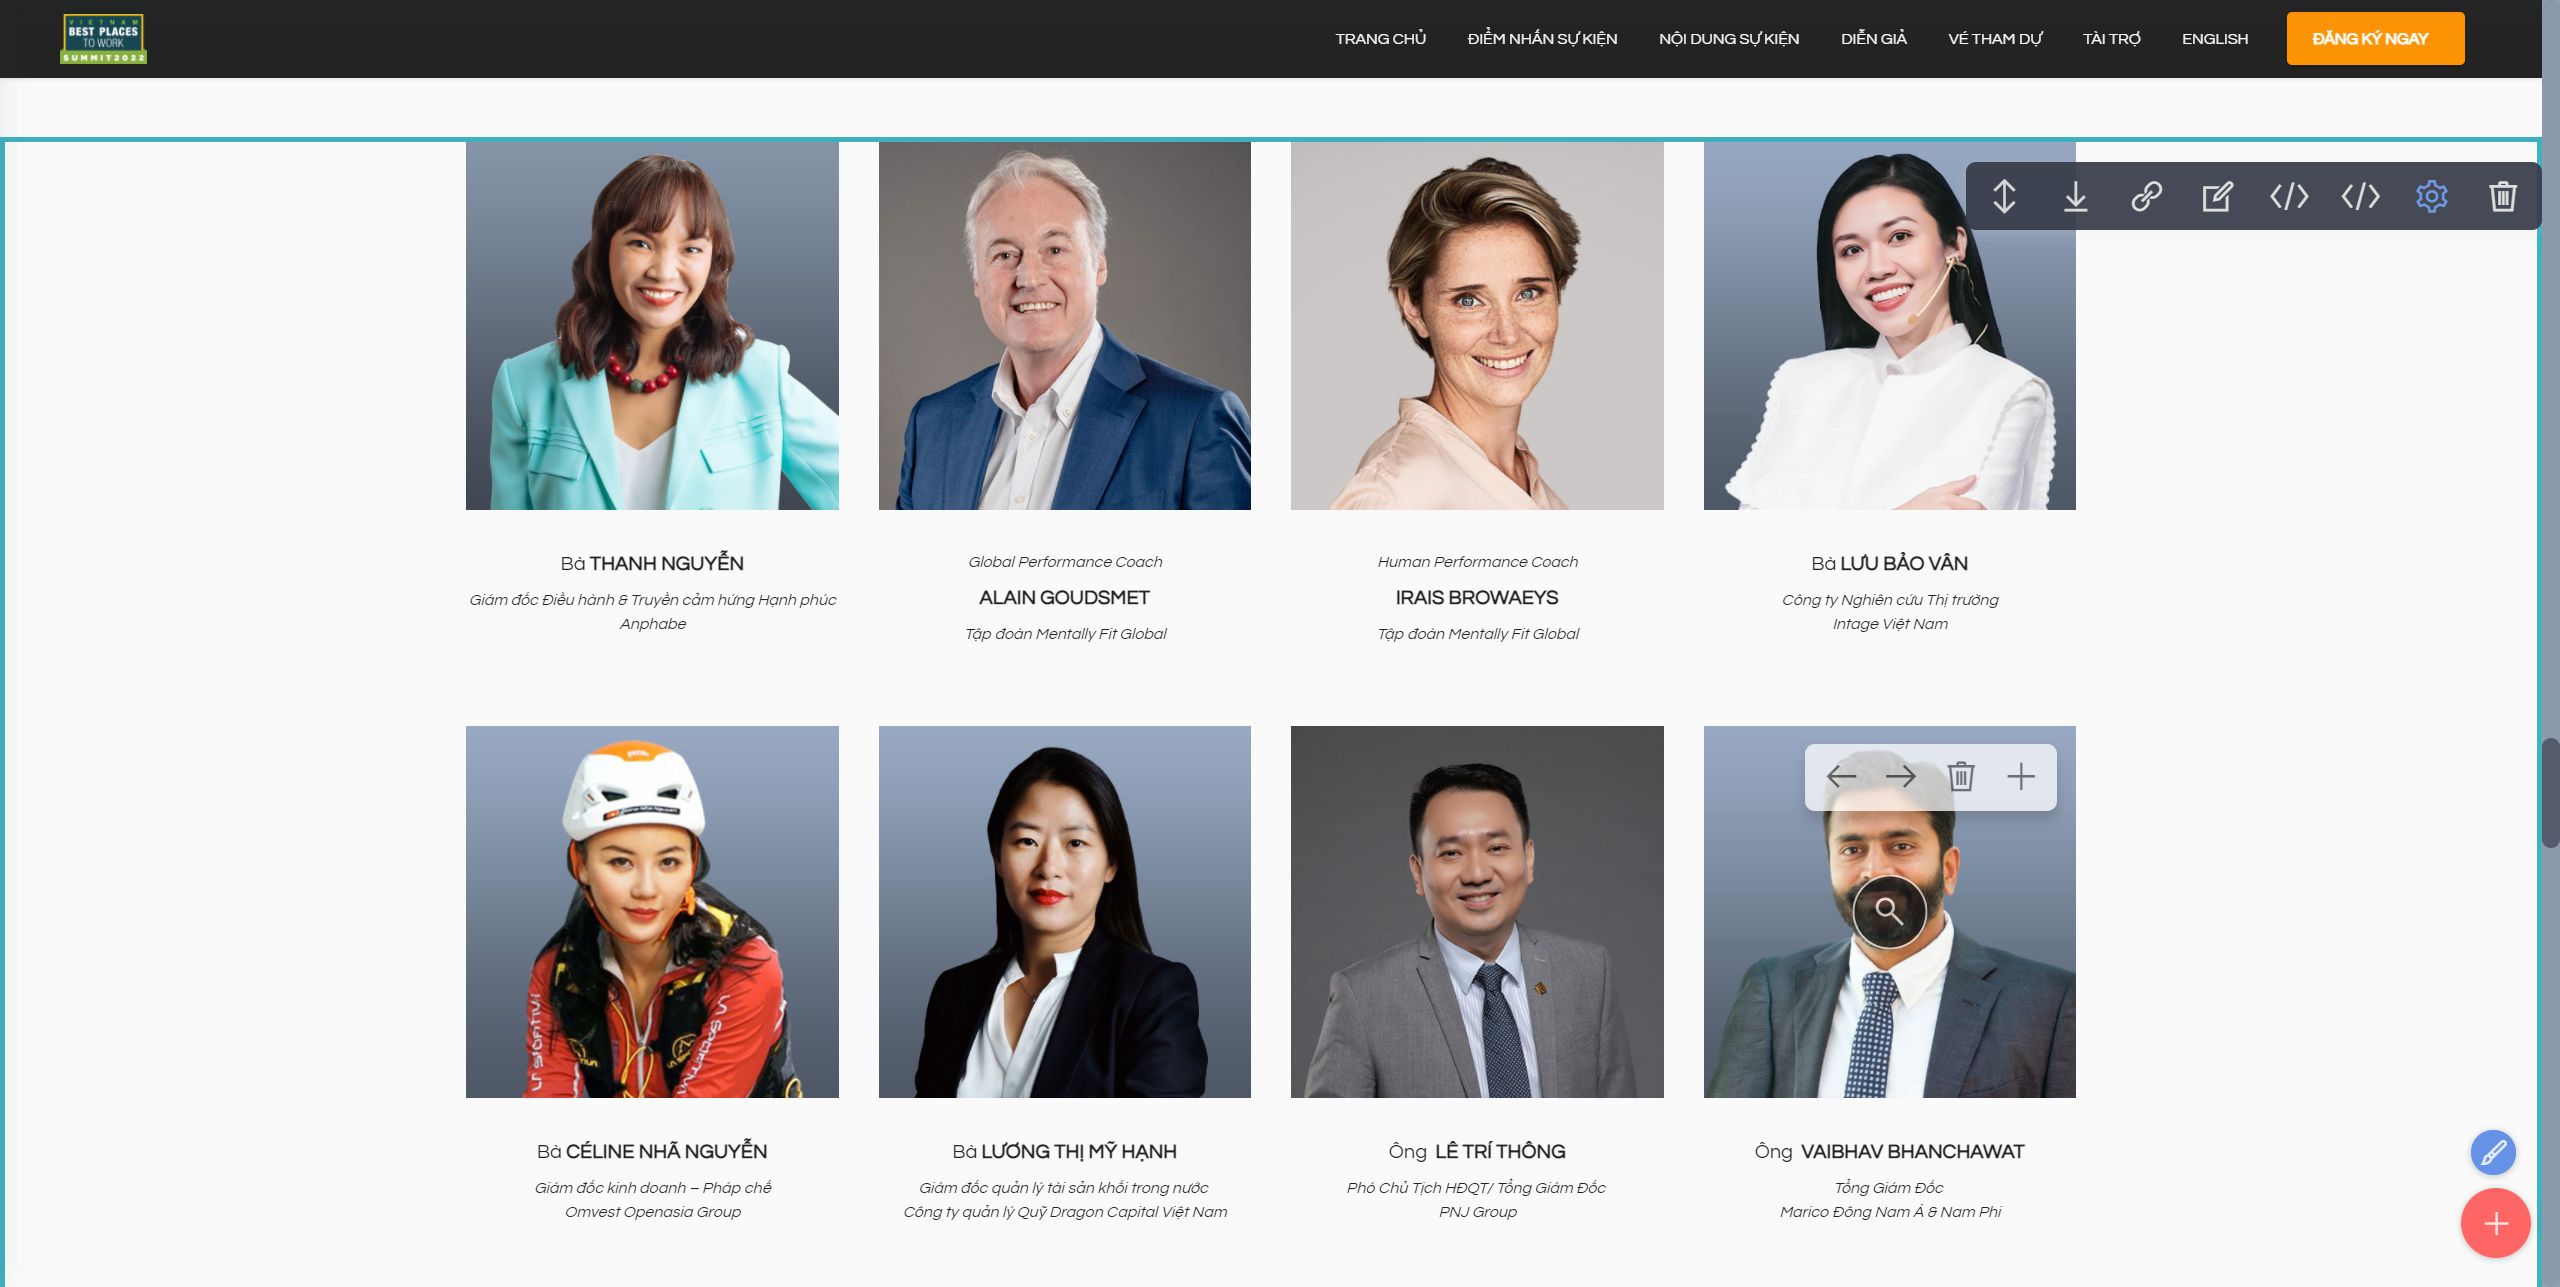 VIETNAM
BEST PLACES
TO WORK
SUMMIT2022
TRANG CHỦ
ĐIỂM NHẤN SỰ KIỆN
NỘI DUNG SỰ KIỆN
DIỄN GIẢ
VÉ THAM DỰ
TÀI TRỢ
ENGLISH
ĐĂNG KÝ NGAY
Bà THANH NGUYỄN
Giám đốc Điều hành & Truyền cảm hứng Hạnh phúc
Anphabe
Global Performance Coach
ALAIN GOUDSMET
Tập đoàn Mentally Fit Global
Human Performance Coach
IRAIS BROWAEYS
Tập đoàn Mentally Fit Global
Bà LƯU BẢO VÂN
Công ty Nghiên cứu Thị trường
Intage Việt Nam
Bà CÉLINE NHÃ NGUYỄN
Giám đốc kinh doanh – Pháp chế
Omvest Openasia Group
Bà LƯƠNG THỊ MỸ HẠNH
Giám đốc quản lý tài sản khối trong nước
Công ty quản lý Quỹ Dragon Capital Việt Nam
Ông LÊ TRÍ THÔNG
Phó Chủ Tịch HĐQT/ Tổng Giám Đốc
PNJ Group
Ông VAIBHAV BHANCHAWAT
Tổng Giám Đốc
Marico Đông Nam Á & Nam Phi